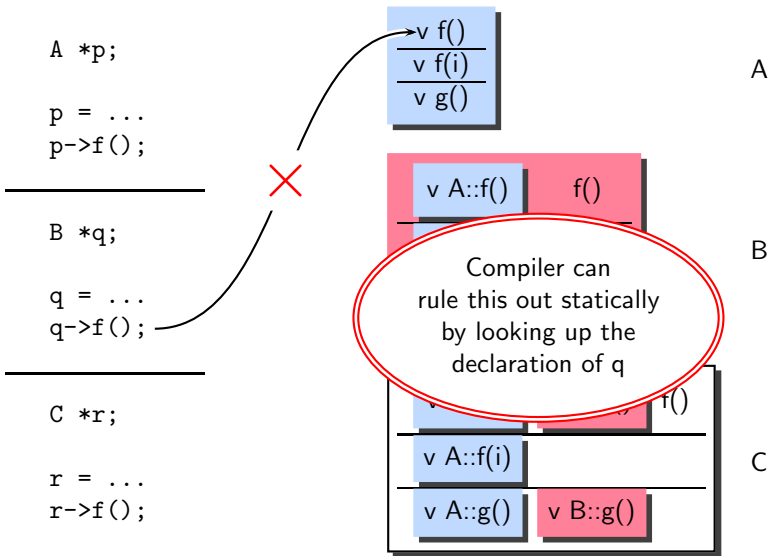 A *p;
p = ...
p->f();
B *q;
q = ...
q->f();
C *r;
r = ...
r->f();
v f()
v f(i)
v g()
A
v A::f() f()
B
Compiler can
rule this out statically
by looking up the
declaration of q
f()
v A::f(i)
v A::g() v B::g()
C